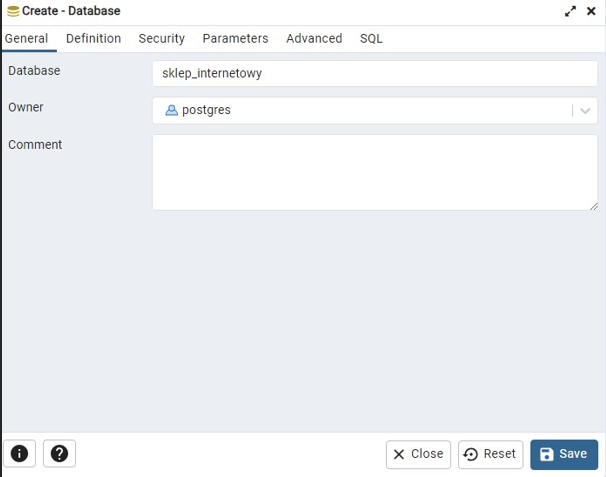 Create - Database
General Definition Security Parameters Advanced SQL
Database sklep_internetowy
Owner postgres
Comment
Close Reset Save